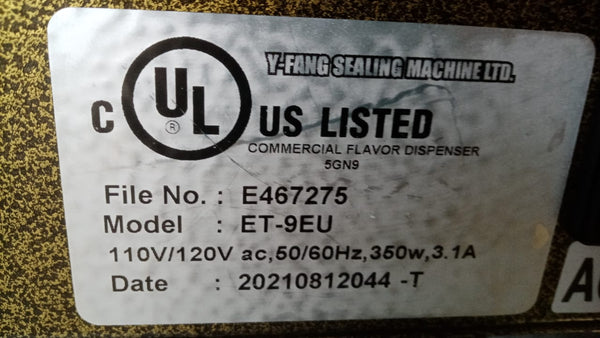 Y-FANG SEALING MACHINE LTD.
C UL ® US LISTED
COMMERCIAL FLAVOR DISPENSER
5GN9
File No. : E467275
Model : ET-9EU
110V/120V ac,50/60Hz,350w,3.1A
Date : 20210812044 -T